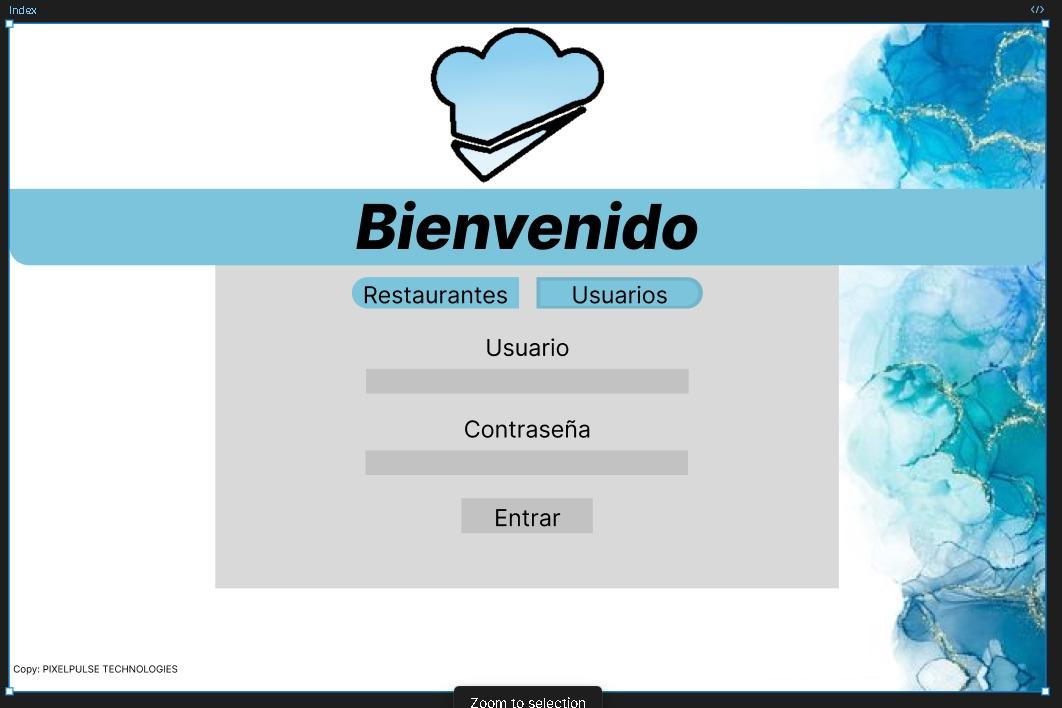 Index
</>
Bienvenido
Restaurantes
Usuarios
Usuario
Contraseña
Entrar
Copy: PIXELPULSE TECHNOLOGIES
Zoom to selection